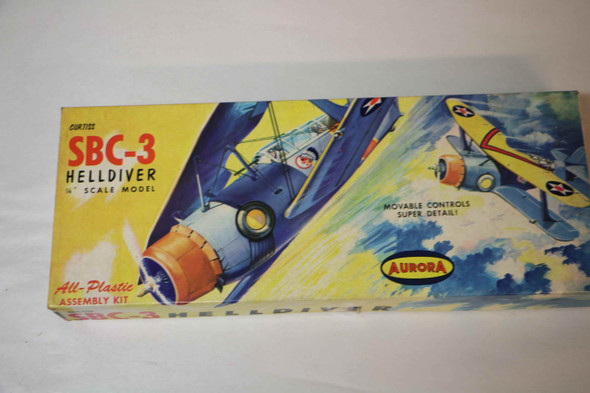 CURTISS
SBC-3
HELLDIVER
¼" SCALE MODEL
MOVABLE CONTROLS
SUPER DETAIL!
AURORA
All-Plastic
ASSEMBLY KIT
SBC-3 HELLDIVER